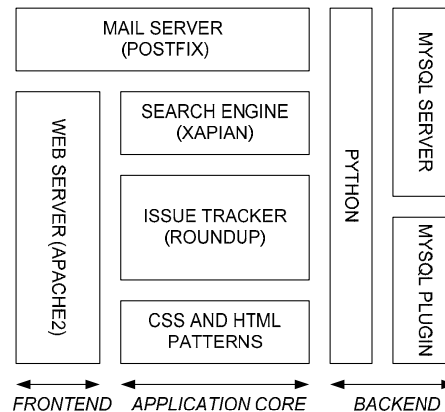 MAIL SERVER
(POSTFIX)
WEB SERVER (APACHE2)
SEARCH ENGINE
(XAPIAN)
ISSUE TRACKER
(ROUNDUP)
CSS AND HTML
PATTERNS
PYTHON
MYSQL SERVER
MYSQL PLUGIN
FRONTEND
APPLICATION CORE
BACKEND